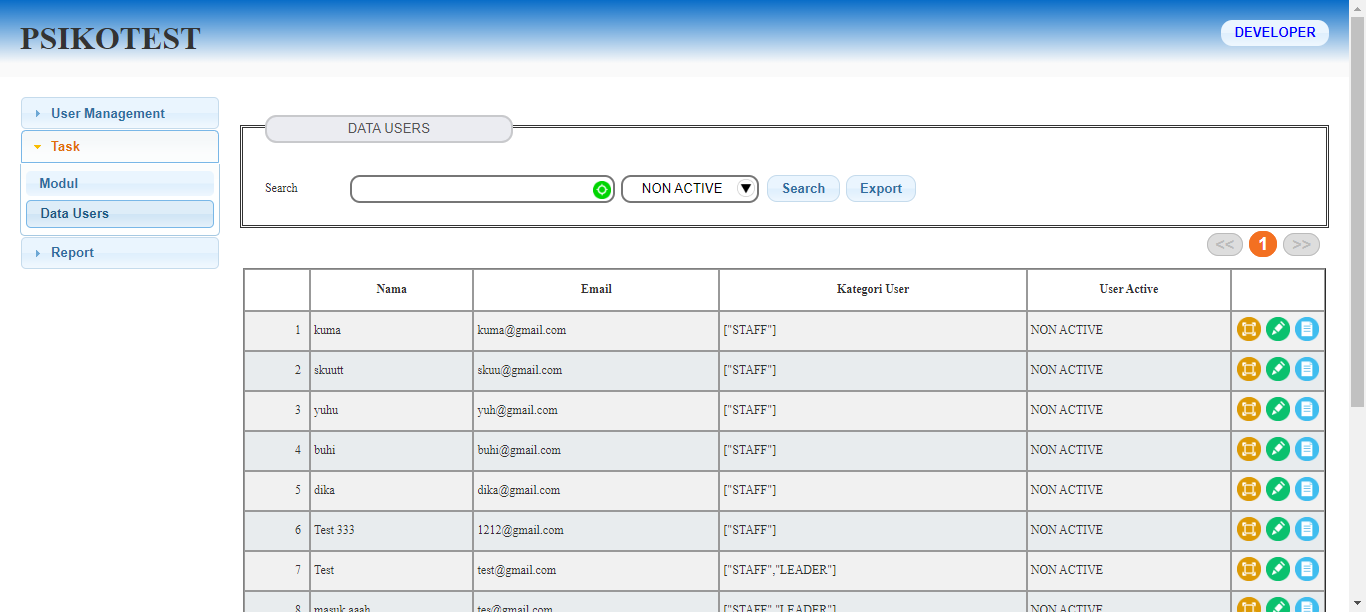 PSIKOTEST
DEVELOPER
User Management
Task
Modul
Data Users
Report
DATA USERS
Search NON ACTIVE Search Export
<< 1 >>
Nama Email Kategori User User Active
1 kuma kuma@gmail.com ["STAFF"] NON ACTIVE
2 skuutt skuu@gmail.com ["STAFF"] NON ACTIVE
3 yuhu yuh@gmail.com ["STAFF"] NON ACTIVE
4 buhi buhi@gmail.com ["STAFF"] NON ACTIVE
5 dika dika@gmail.com ["STAFF"] NON ACTIVE
6 Test 333 1212@gmail.com ["STAFF"] NON ACTIVE
7 Test test@gmail.com ["STAFF","LEADER"] NON ACTIVE
8 masuk aaah tes@gmail.com ["STAFF","LEADER"] NON ACTIVE